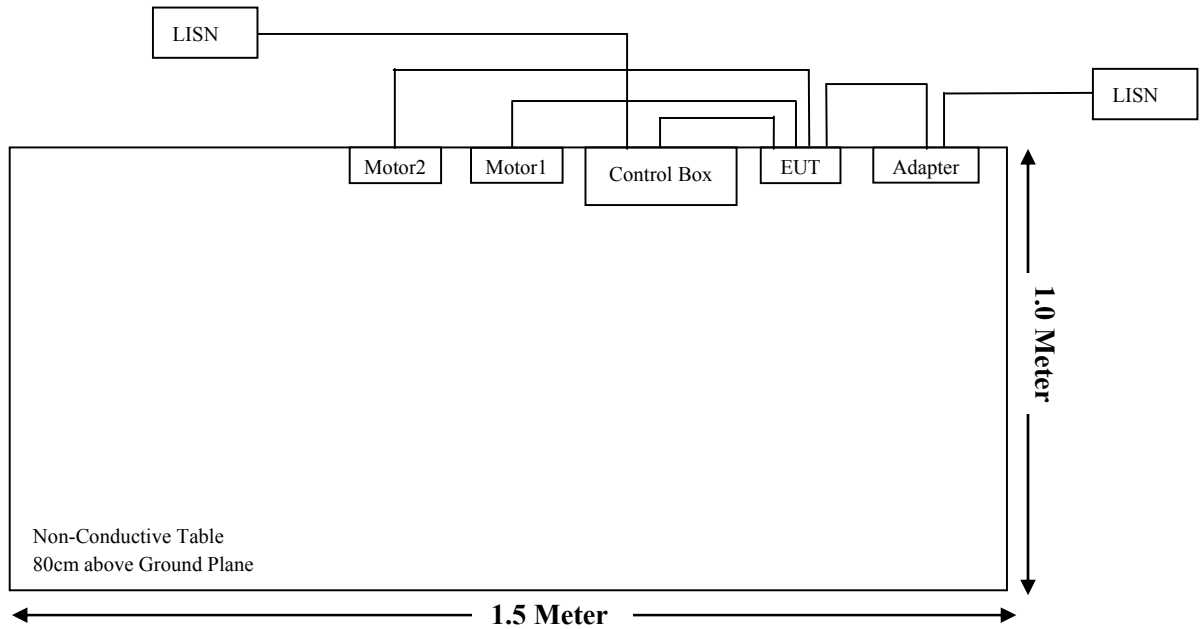 LISN
LISN
Motor2
Motor1
Control Box
EUT
Adapter
1.0 Meter
Non-Conductive Table
80cm above Ground Plane
1.5 Meter